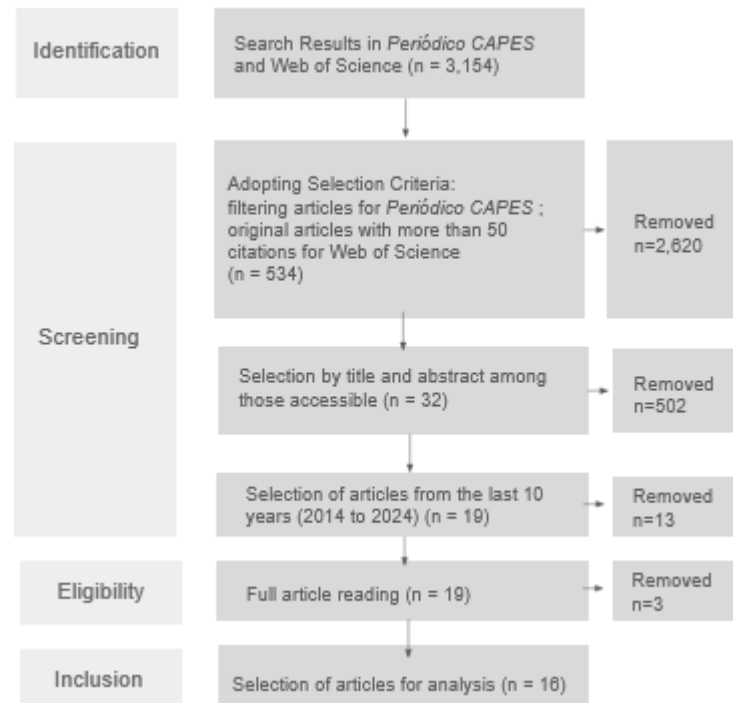 Identification
Search Results in Periódico CAPES
and Web of Science (n = 3,154)
Screening
Adopting Selection Criteria:
filtering articles for Periódico CAPES ;
original articles with more than 50
citations for Web of Science
(n = 534)
Removed
n=2,620
Selection by title and abstract among
those accessible (n = 32)
Removed
n=502
Selection of articles from the last 10
years (2014 to 2024) (n = 19)
Removed
n=13
Eligibility
Full article reading (n = 19)
Removed
n=3
Inclusion
Selection of articles for analysis (n = 16)